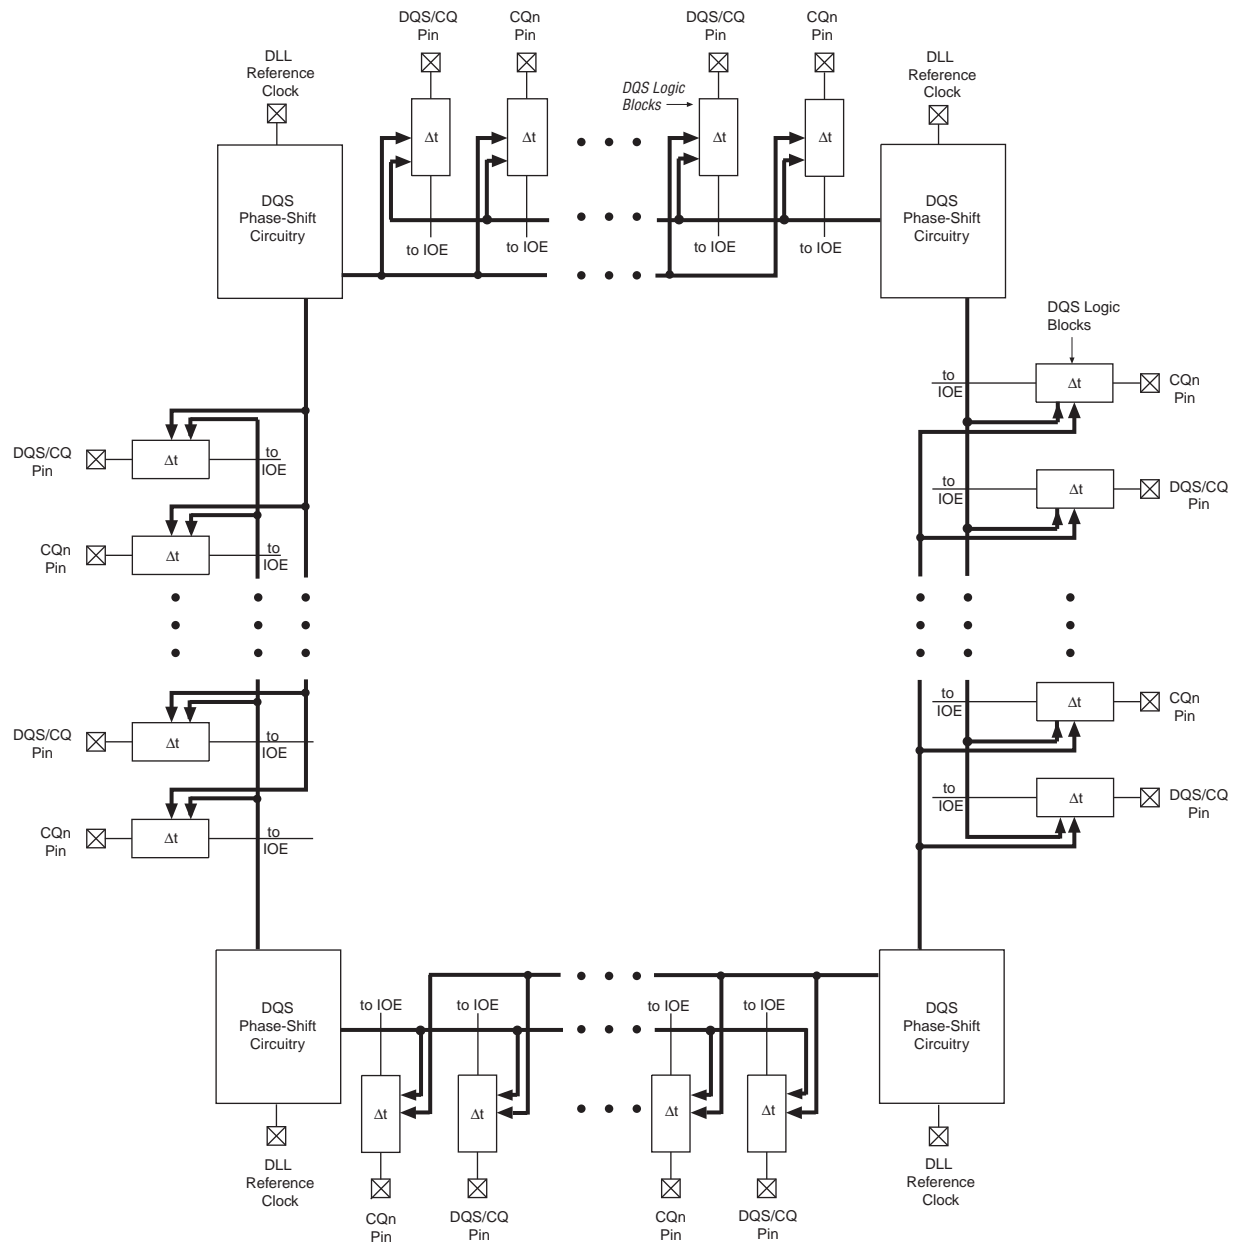 DQS/CQ
Pin
CQn
Pin
DQS/CQ
Pin
CQn
Pin
DLL
Reference
Clock
DLL
Reference
Clock
DQS Logic
Blocks
Δt
Δt
Δt
Δt
DQS
Phase-Shift
Circuitry
DQS
Phase-Shift
Circuitry
to IOE
to IOE
to IOE
to IOE
DQS Logic
Blocks
to
IOE
Δt
CQn
Pin
DQS/CQ
Pin
Δt
to
IOE
to
IOE
Δt
DQS/CQ
Pin
CQn
Pin
Δt
to
IOE
to
IOE
Δt
CQn
Pin
DQS/CQ
Pin
Δt
to
IOE
to
IOE
Δt
DQS/CQ
Pin
CQn
Pin
Δt
to
IOE
DQS
Phase-Shift
Circuitry
to IOE
to IOE
to IOE
to IOE
DQS
Phase-Shift
Circuitry
Δt
Δt
Δt
Δt
DLL
Reference
Clock
DLL
Reference
Clock
CQn
Pin
DQS/CQ
Pin
CQn
Pin
DQS/CQ
Pin